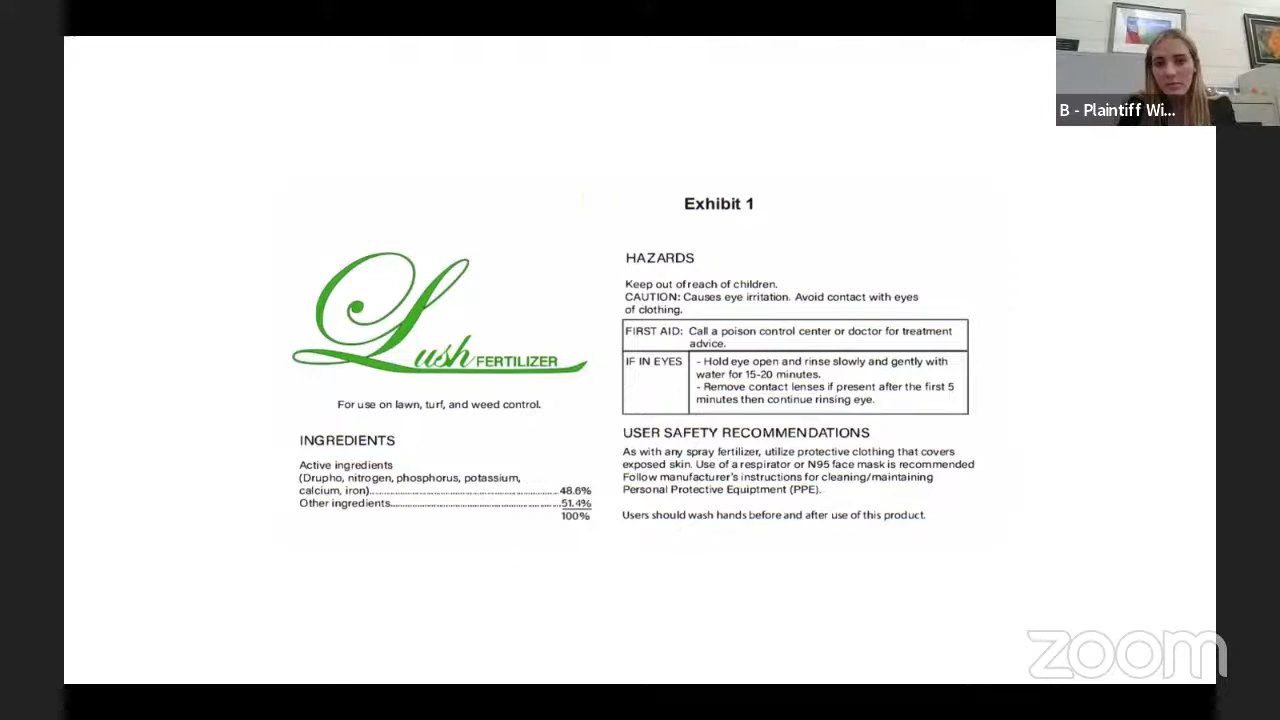 B - Plaintiff Wi...
Exhibit 1
Lush FERTILIZER
For use on lawn, turf, and weed control.
INGREDIENTS
Active ingredients
(Drupho, nitrogen, phosphorus, potassium,
calcium, iron)..........48.6%
Other ingredients..........51.4%
100%
HAZARDS
Keep out of reach of children.
CAUTION: Causes eye irritation. Avoid contact with eyes
of clothing.
FIRST AID: Call a poison control center or doctor for treatment
advice.
IF IN EYES - Hold eye open and rinse slowly and gently with
water for 15-20 minutes.
- Remove contact lenses if present after the first 5
minutes then continue rinsing eye.
USER SAFETY RECOMMENDATIONS
As with any spray fertilizer, utilize protective clothing that covers
exposed skin. Use of a respirator or N95 face mask is recommended
Follow manufacturer's instructions for cleaning/maintaining
Personal Protective Equiptment (PPE).
Users should wash hands before and after use of this product.
zoom